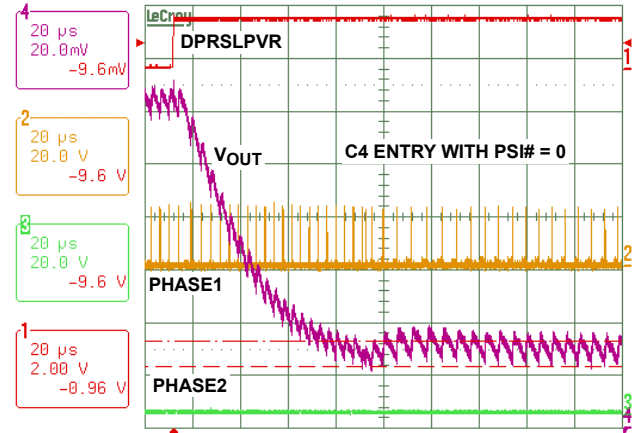 4
20 µs
20.0mV
-9.6mV
2
20 µs
20.0 V
-9.6 V
3
20 µs
20.0 V
-9.6 V
1
20 µs
2.00 V
-0.96 V
LeCroy
DPRSLPVR
1
VOUT
C4 ENTRY WITH PSI# = 0
2
PHASE1
PHASE2
3
4